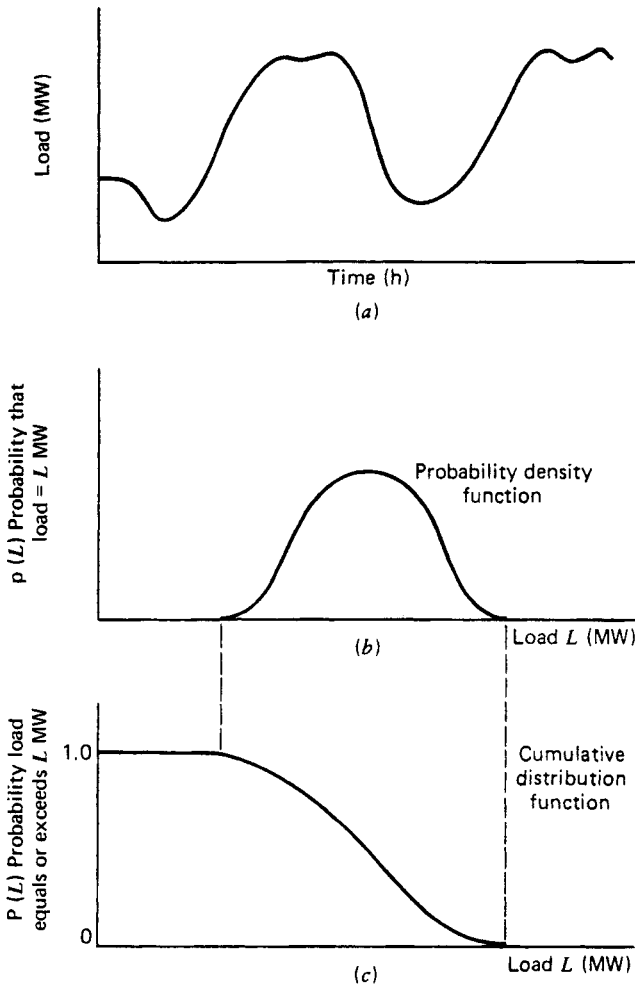 Load (MW)
Time (h)
(a)
p (L) Probability that
load = L MW
Probability density
function
Load L (MW)
(b)
P (L) Probability load
equals or exceeds L MW
1.0
0
Cumulative
distribution
function
Load L (MW)
(c)